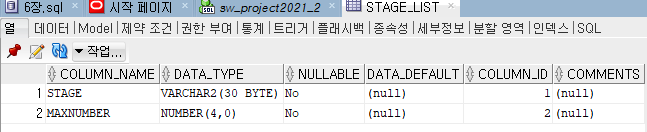 6장.sql 시작 페이지 sw_project2021_2 STAGE_LIST
열 데이터 Model 제약 조건 권한 부여 통계 트리거 플래시백 종속성 세부정보 분할 영역 인덱스 SQL
작업...
COLUMN_NAME DATA_TYPE NULLABLE DATA_DEFAULT COLUMN_ID COMMENTS
1 STAGE VARCHAR2(30 BYTE) No (null) 1 (null)
2 MAXNUMBER NUMBER(4,0) No (null) 2 (null)